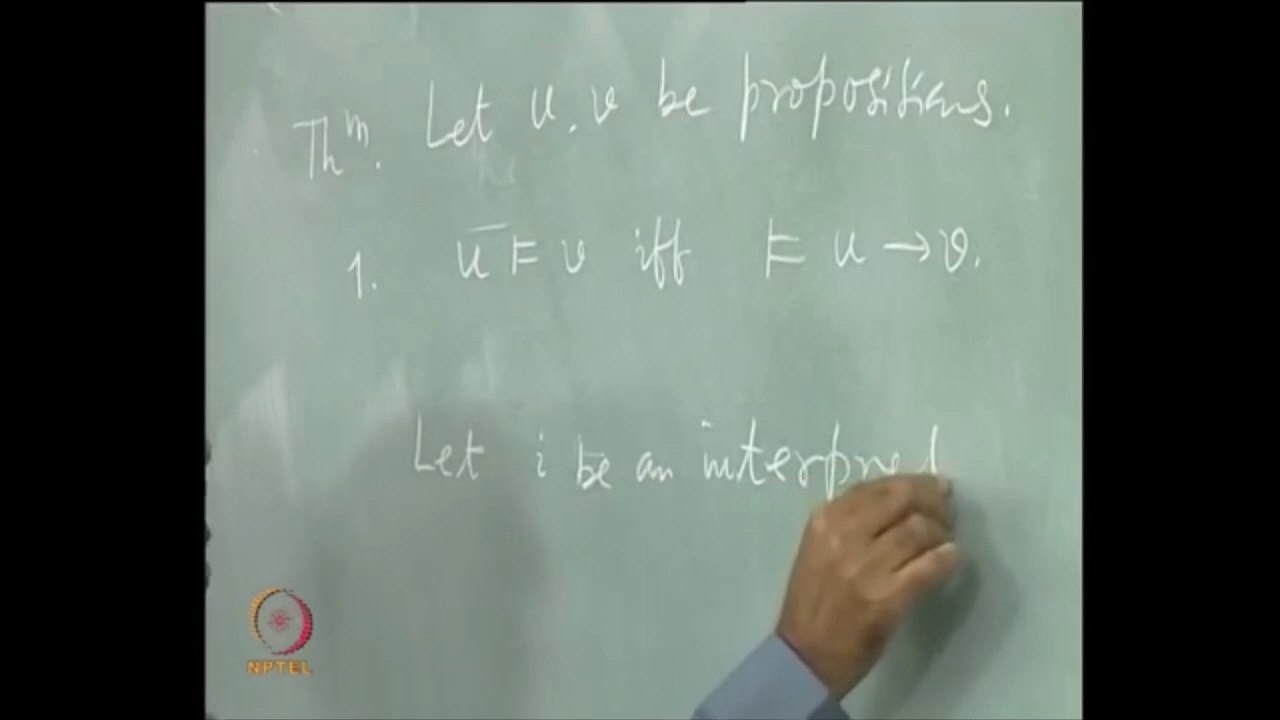 Thm. Let u, v be propositions.
1. u ⊨ v iff ⊨ u → v.
Let i be an interpret
NPTEL